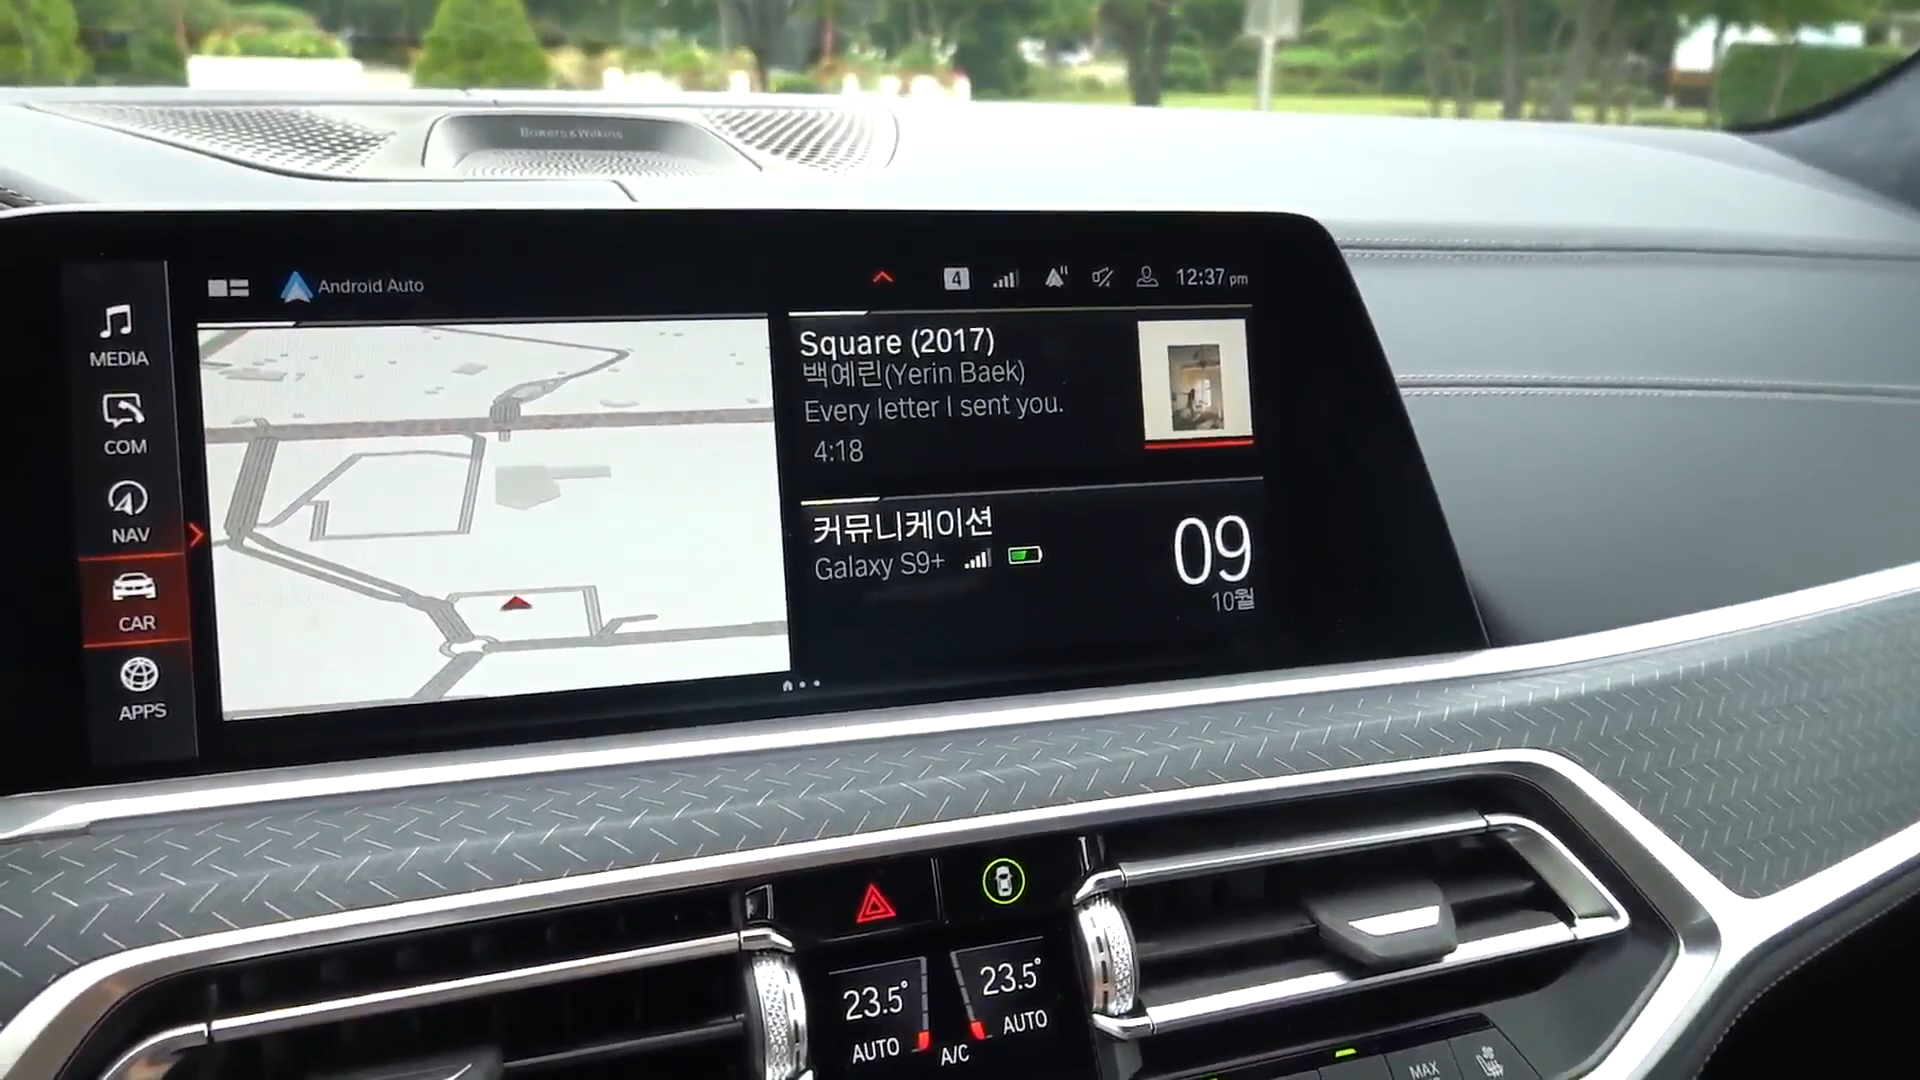 Bowers & Wilkins
Android Auto
4
12:37 pm
MEDIA
COM
NAV
CAR
APPS
Square (2017)
백예린(Yerin Baek)
Every letter I sent you.
4:18
커뮤니케이션
Galaxy S9+
09
10월
23.5°
AUTO
23.5°
AUTO
A/C
MAX